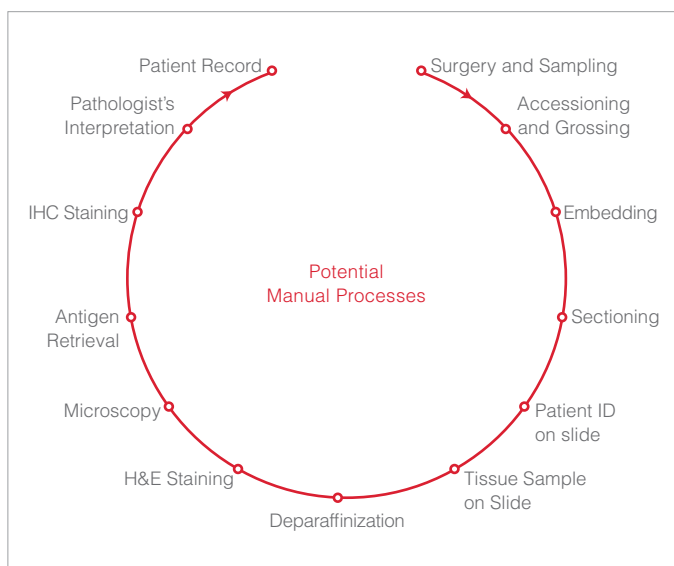 Patient Record
Surgery and Sampling
Pathologist's
Interpretation
Accessioning
and Grossing
IHC Staining
Embedding
Potential
Manual Processes
Antigen
Retrieval
Sectioning
Microscopy
Patient ID
on slide
H&E Staining
Tissue Sample
on Slide
Deparaffinization